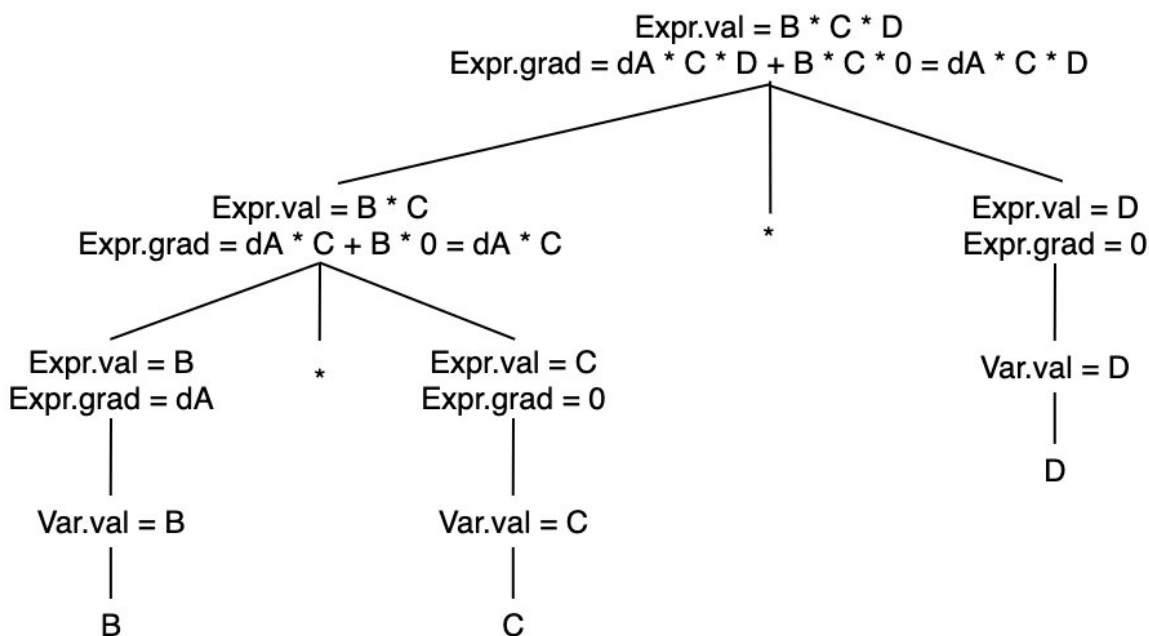 Expr.val = B * C * D
Expr.grad = dA * C * D + B * C * 0 = dA * C * D
Expr.val = B * C
Expr.grad = dA * C + B * 0 = dA * C
*
Expr.val = D
Expr.grad = 0
Expr.val = B
Expr.grad = dA
*
Expr.val = C
Expr.grad = 0
Var.val = D
D
Var.val = B
Var.val = C
B
C